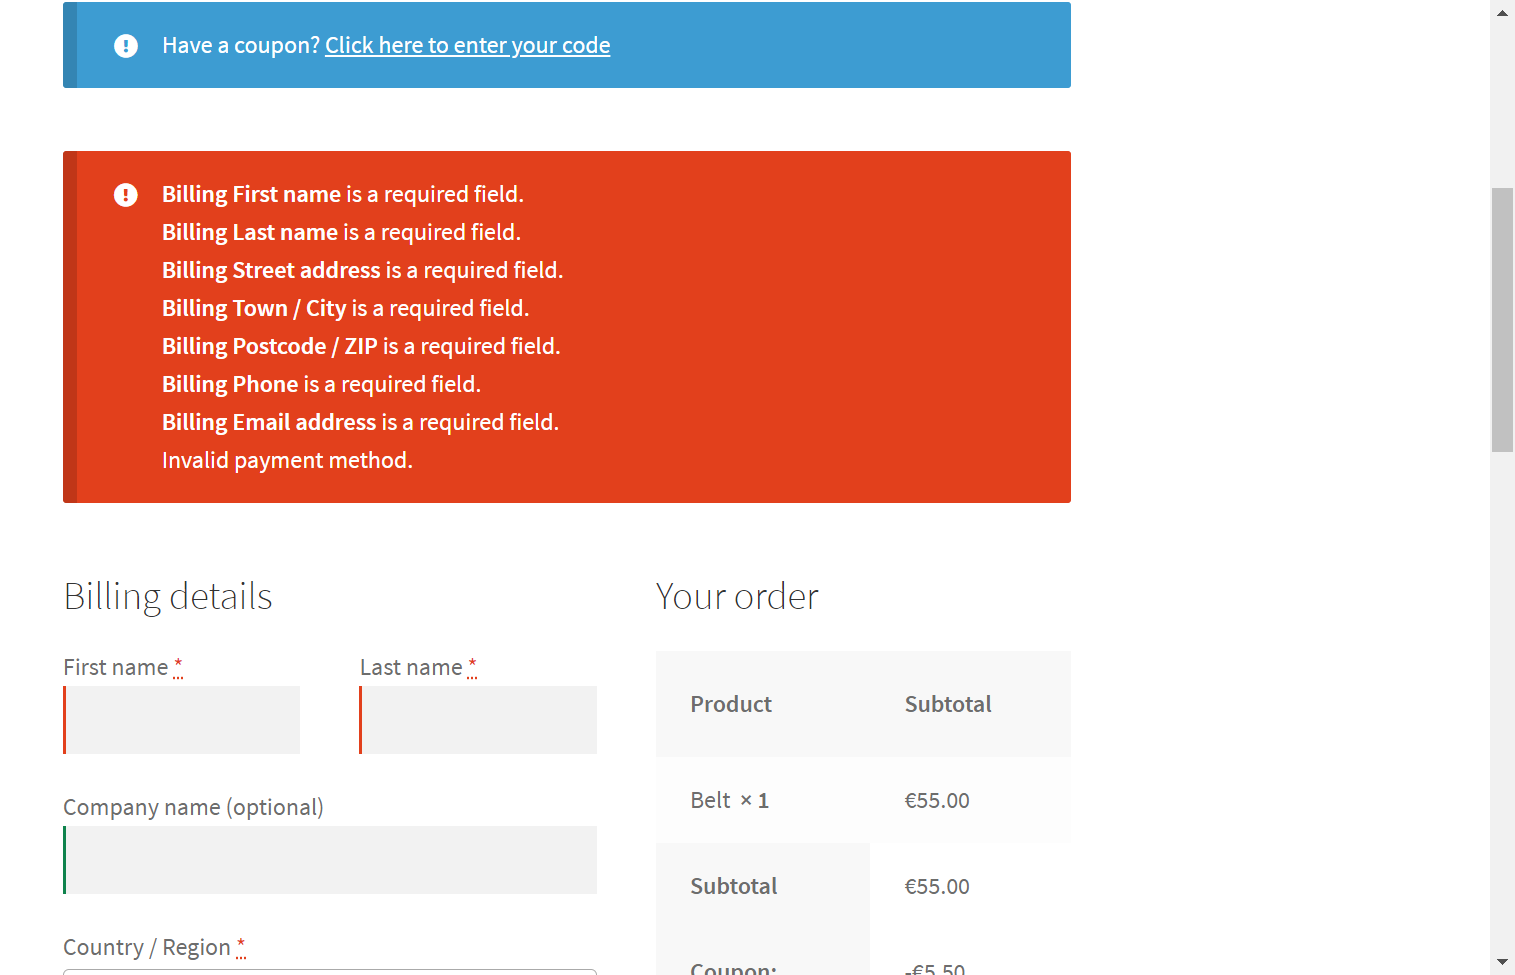 Have a coupon? Click here to enter your code
Billing First name is a required field.
Billing Last name is a required field.
Billing Street address is a required field.
Billing Town / City is a required field.
Billing Postcode / ZIP is a required field.
Billing Phone is a required field.
Billing Email address is a required field.
Invalid payment method.
Billing details
First name *
Last name *
Company name (optional)
Country / Region *
Your order
Product Subtotal
Belt × 1 €55.00
Subtotal €55.00
Coupon: -€5.50